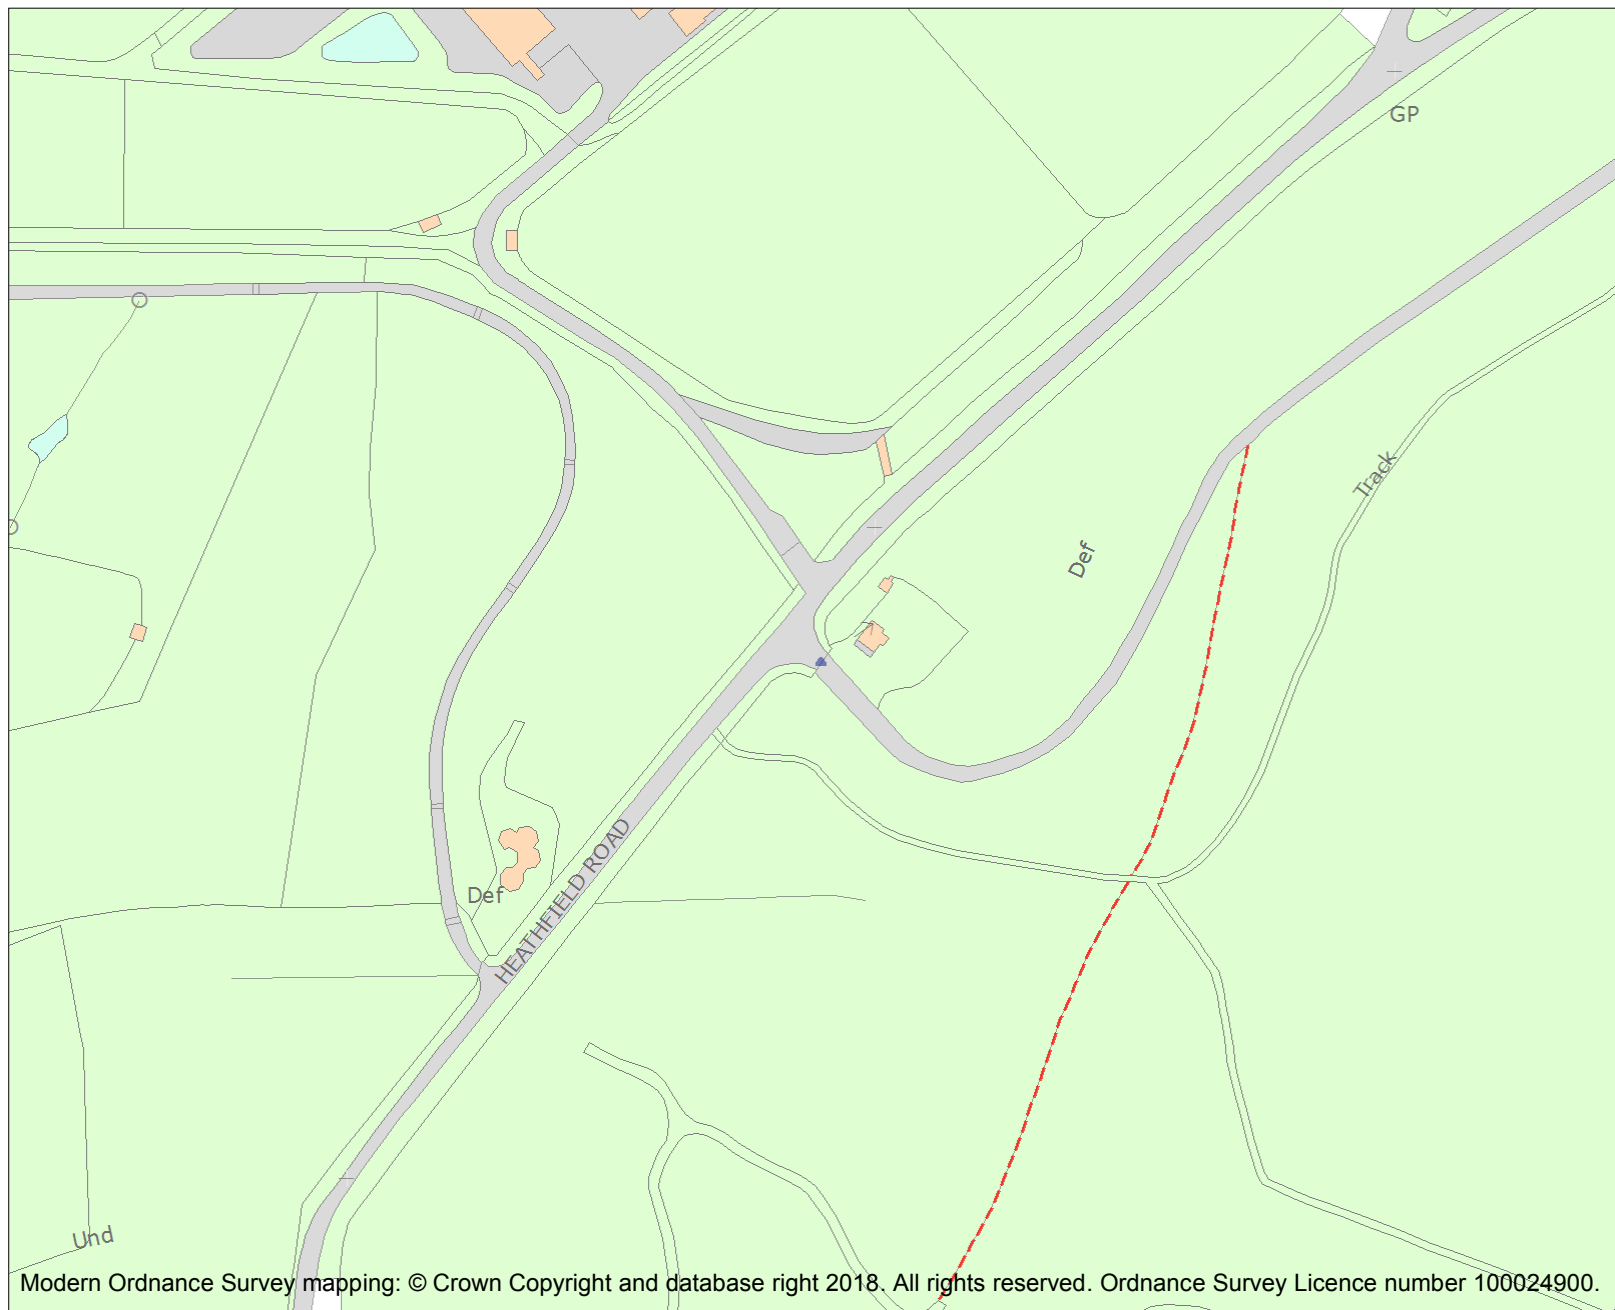 GP
Track
Def
HEATHFIELD ROAD
Def
Und
Modern Ordnance Survey mapping: © Crown Copyright and database right 2018. All rights reserved. Ordnance Survey Licence number 100024900.